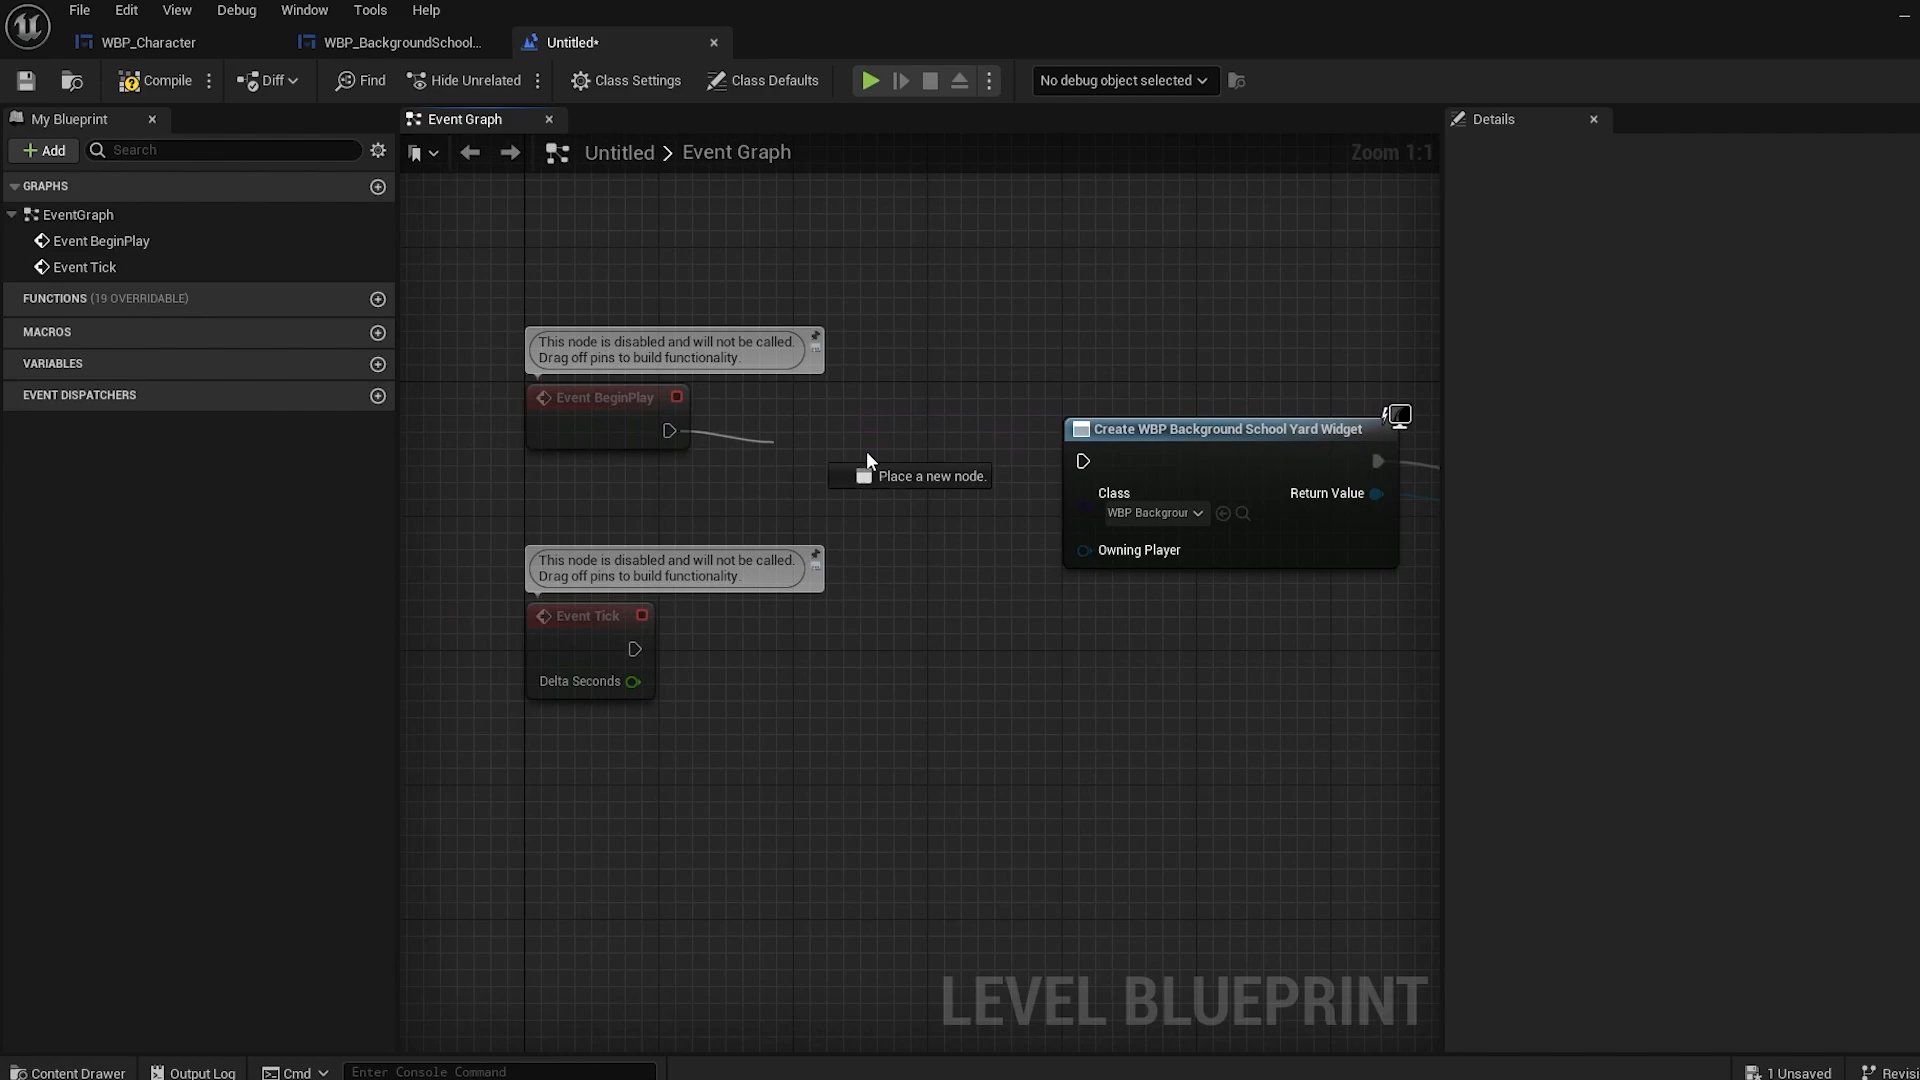 File Edit View Debug Window Tools Help
WBP_Character WBP_BackgroundSchool... Untitled*
Compile Diff Find Hide Unrelated Class Settings Class Defaults No debug object selected
My Blueprint Event Graph Details
Add Search Untitled > Event Graph Zoom 1:1
GRAPHS
EventGraph
Event BeginPlay
Event Tick
FUNCTIONS (19 OVERRIDABLE)
MACROS
VARIABLES
EVENT DISPATCHERS
This node is disabled and will not be called.
Drag off pins to build functionality.
Event BeginPlay
Place a new node.
Create WBP Background School Yard Widget
Class Return Value
WBP Backgrour
Owning Player
This node is disabled and will not be called.
Drag off pins to build functionality.
Event Tick
Delta Seconds
LEVEL BLUEPRINT
Content Drawer Output Log Cmd Enter Console Command 1 Unsaved Revisi